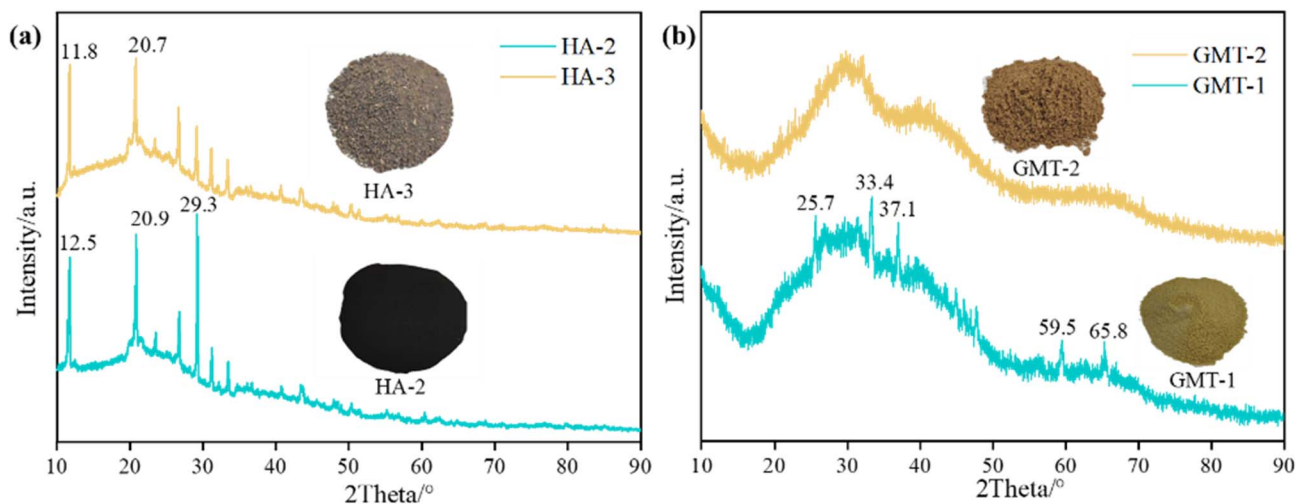 (a)
11.8
20.7
HA-2
HA-3
HA-3
12.5
20.9
29.3
HA-2
Intensity/a.u.
10 20 30 40 50 60 70 80 90
2Theta/°
(b)
GMT-2
GMT-1
GMT-2
25.7
33.4
37.1
59.5
65.8
GMT-1
Intensity/a.u.
10 20 30 40 50 60 70 80 90
2Theta/°